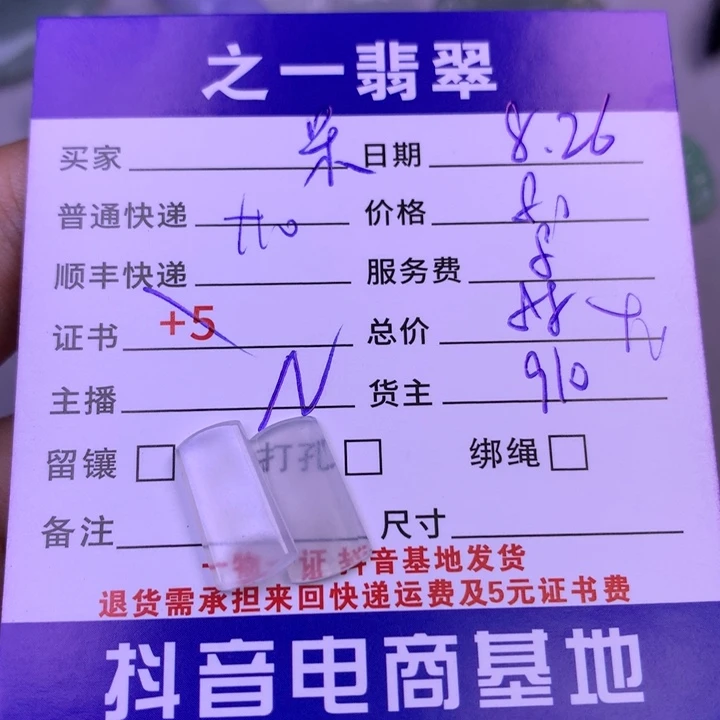 之一翡翠
买家 日期 8.26
普通快递 价格
顺丰快递 服务费 8
证书 +5 总价 88
主播 N 货主 910
留镶 打孔 绑绳
备注 尺寸
一物一证 抖音基地发货
退货需承担来回快递运费及5元证书费
抖音电商基地